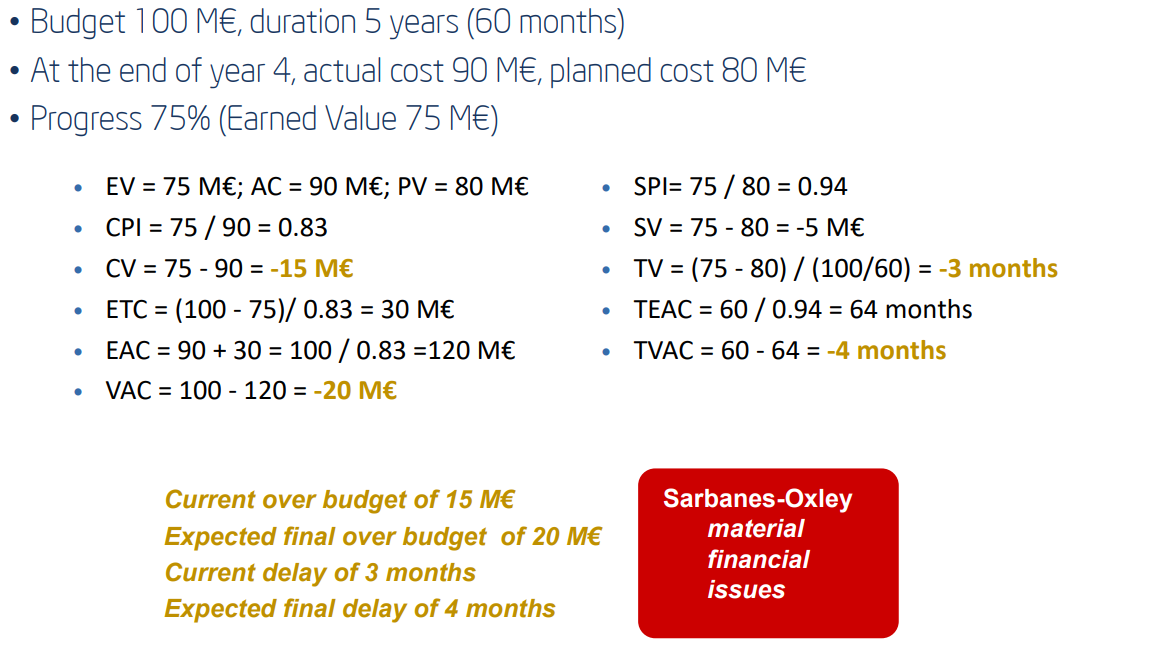 • Budget 100 M€, duration 5 years (60 months)
• At the end of year 4, actual cost 90 M€, planned cost 80 M€
• Progress 75% (Earned Value 75 M€)
• EV = 75 M€; AC = 90 M€; PV = 80 M€
• CPI = 75 / 90 = 0.83
• CV = 75 - 90 = -15 M€
• ETC = (100 - 75)/ 0.83 = 30 M€
• EAC = 90 + 30 = 100 / 0.83 =120 M€
• VAC = 100 - 120 = -20 M€
• SPI= 75 / 80 = 0.94
• SV = 75 - 80 = -5 M€
• TV = (75 - 80) / (100/60) = -3 months
• TEAC = 60 / 0.94 = 64 months
• TVAC = 60 - 64 = -4 months
Current over budget of 15 M€
Expected final over budget of 20 M€
Current delay of 3 months
Expected final delay of 4 months
Sarbanes-Oxley
material
financial
issues